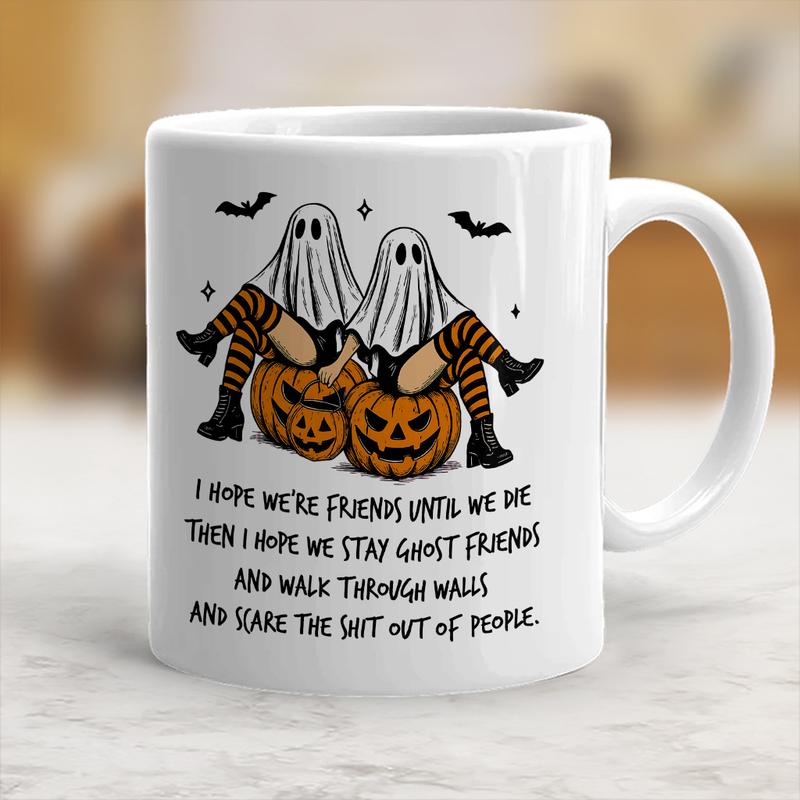 I HOPE WE'RE FRIENDS UNTIL WE DIE
THEN I HOPE WE STAY GHOST FRIENDS
AND WALK THROUGH WALLS
AND SCARE THE SHIT OUT OF PEOPLE.